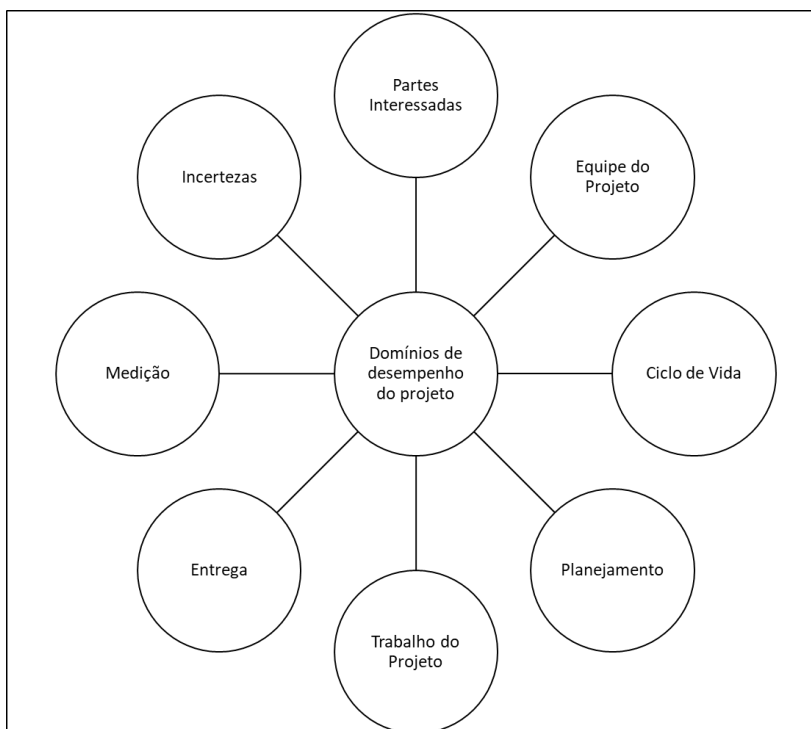 Partes
Interessadas
Equipe do
Projeto
Ciclo de Vida
Planejamento
Trabalho do
Projeto
Entrega
Medição
Incertezas
Domínios de
desempenho
do projeto